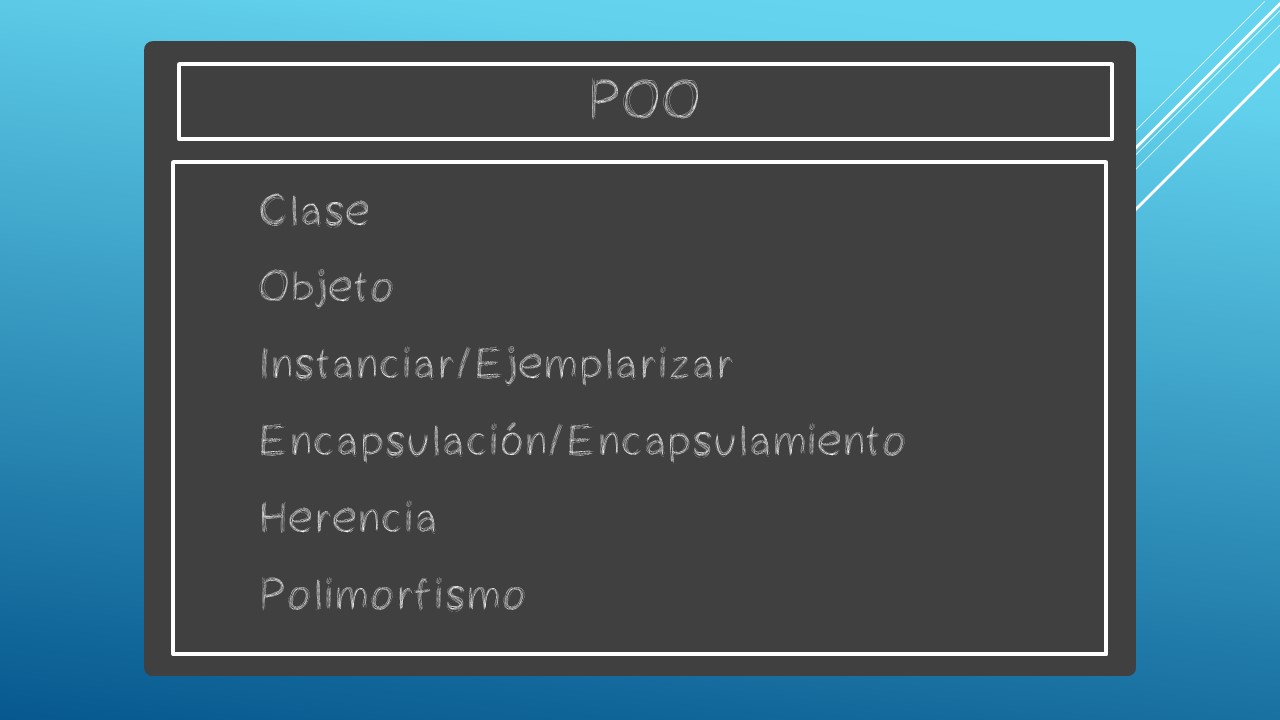 POO
Clase
Objeto
Instanciar/Ejemplarizar
Encapsulación/Encapsulamiento
Herencia
Polimorfismo